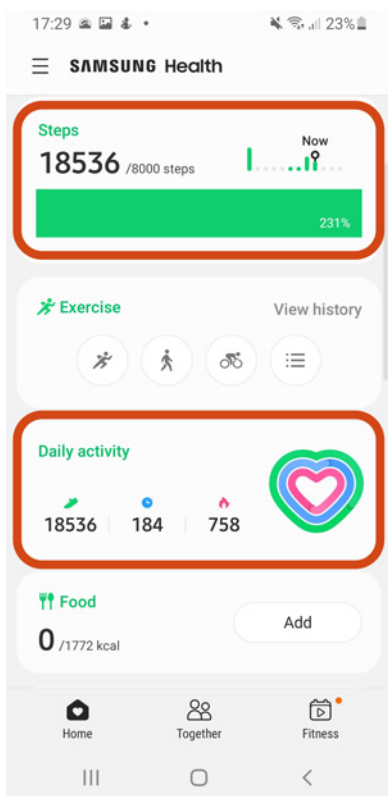 17:29 23%
SAMSUNG Health
Steps
18536 /8000 steps
Now
231%
Exercise View history
Daily activity
18536 184 758
Food
0 /1772 kcal
Add
Home Together Fitness